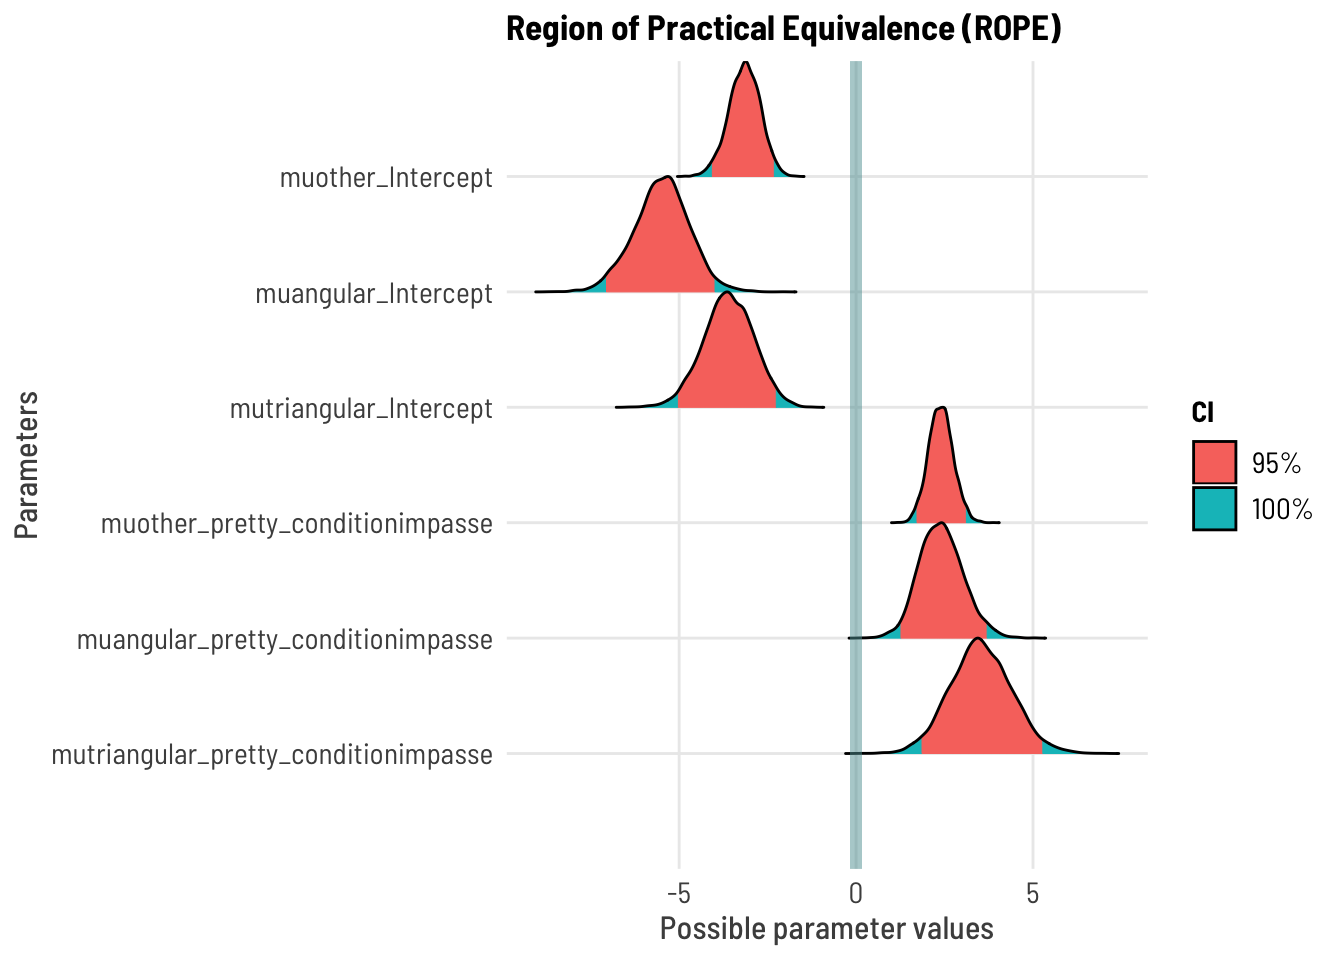 Region of Practical Equivalence (ROPE)
muother_Intercept
muangular_Intercept
mutriangular_Intercept
muother_pretty_conditionimpasse
muangular_pretty_conditionimpasse
mutriangular_pretty_conditionimpasse
Parameters
-5 0 5
Possible parameter values
CI
95%
100%